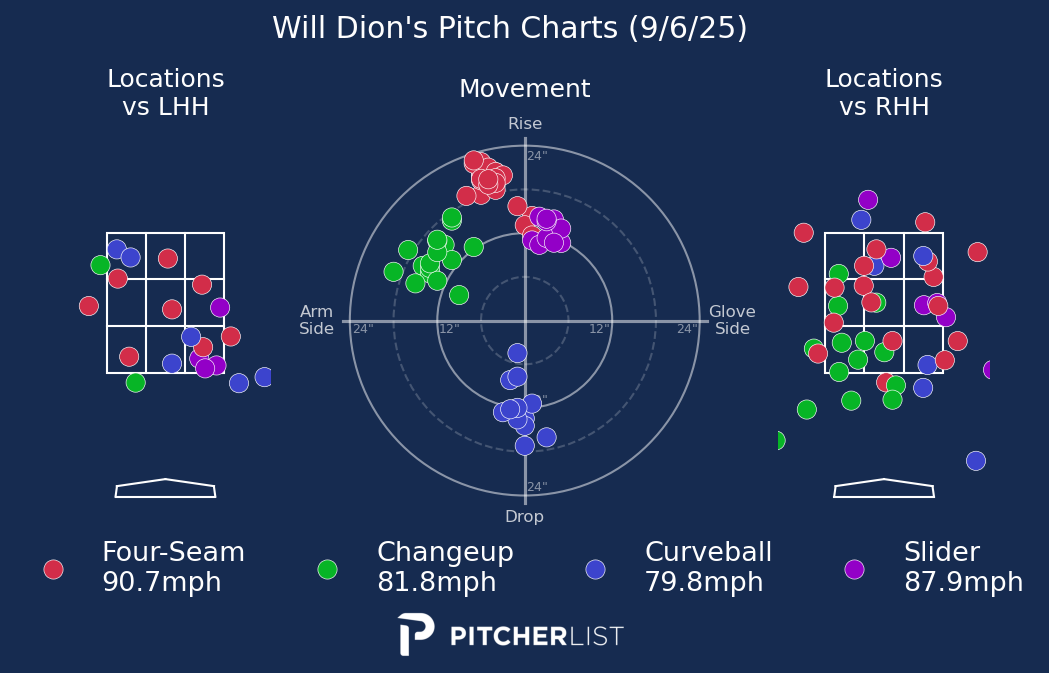 Will Dion's Pitch Charts (9/6/25)
Locations
vs LHH
Movement
Locations
vs RHH
Rise
24"
Arm
Side
24"
12"
12"
24"
Glove
Side
"
24"
Drop
Four-Seam
90.7mph
Changeup
81.8mph
Curveball
79.8mph
Slider
87.9mph
PITCHERLIST